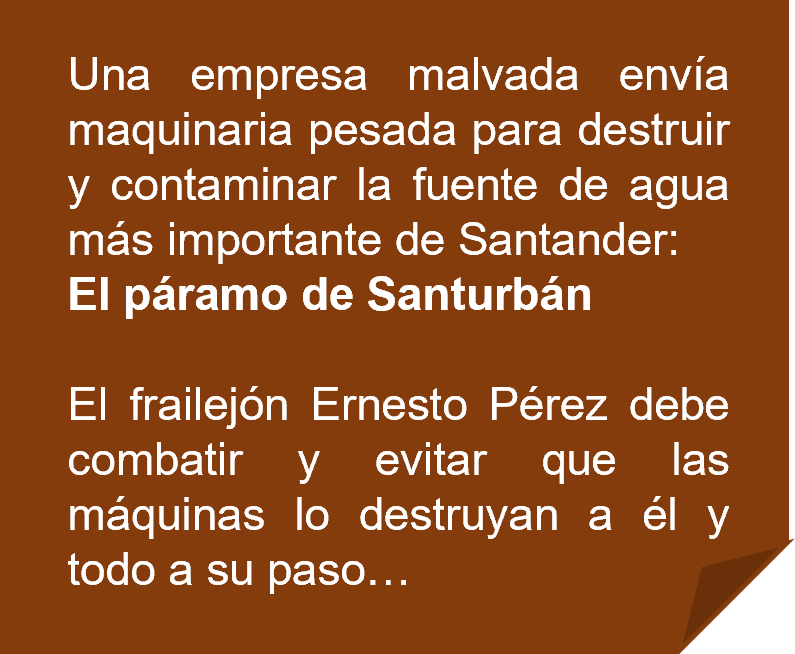 Una empresa malvada envía
maquinaria pesada para destruir
y contaminar la fuente de agua
más importante de Santander:
El páramo de Santurbán
El frailejón Ernesto Pérez debe
combatir y evitar que las
máquinas lo destruyan a él y
todo a su paso…